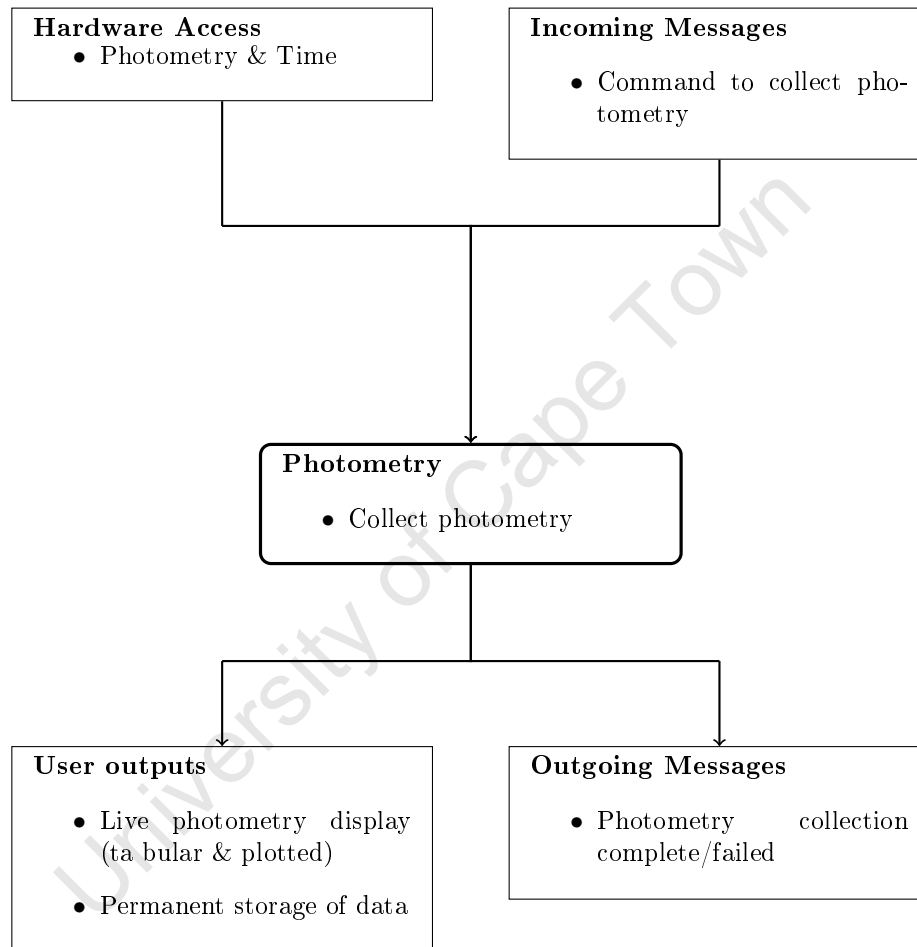 Hardware Access
• Photometry & Time
Incoming Messages
• Command to collect pho-
tometry
Photometry
• Collect photometry
User outputs
• Live photometry display
(ta bular & plotted)
• Permanent storage of data
Outgoing Messages
• Photometry collection
complete/failed
University of Cape Town